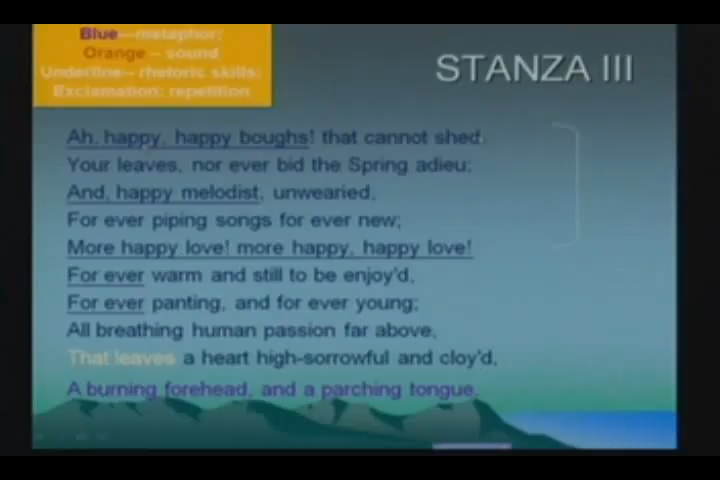 Blue—metaphor;
Orange – sound
Underline– rhetoric skills:
Exclamation: repetition
STANZA III
Ah, happy, happy boughs! that cannot shed
Your leaves, nor ever bid the Spring adieu;
And, happy melodist, unwearied,
For ever piping songs for ever new;
More happy love! more happy, happy love!
For ever warm and still to be enjoy'd,
For ever panting, and for ever young;
All breathing human passion far above,
That leaves a heart high-sorrowful and cloy'd,
A burning forehead, and a parching tongue.